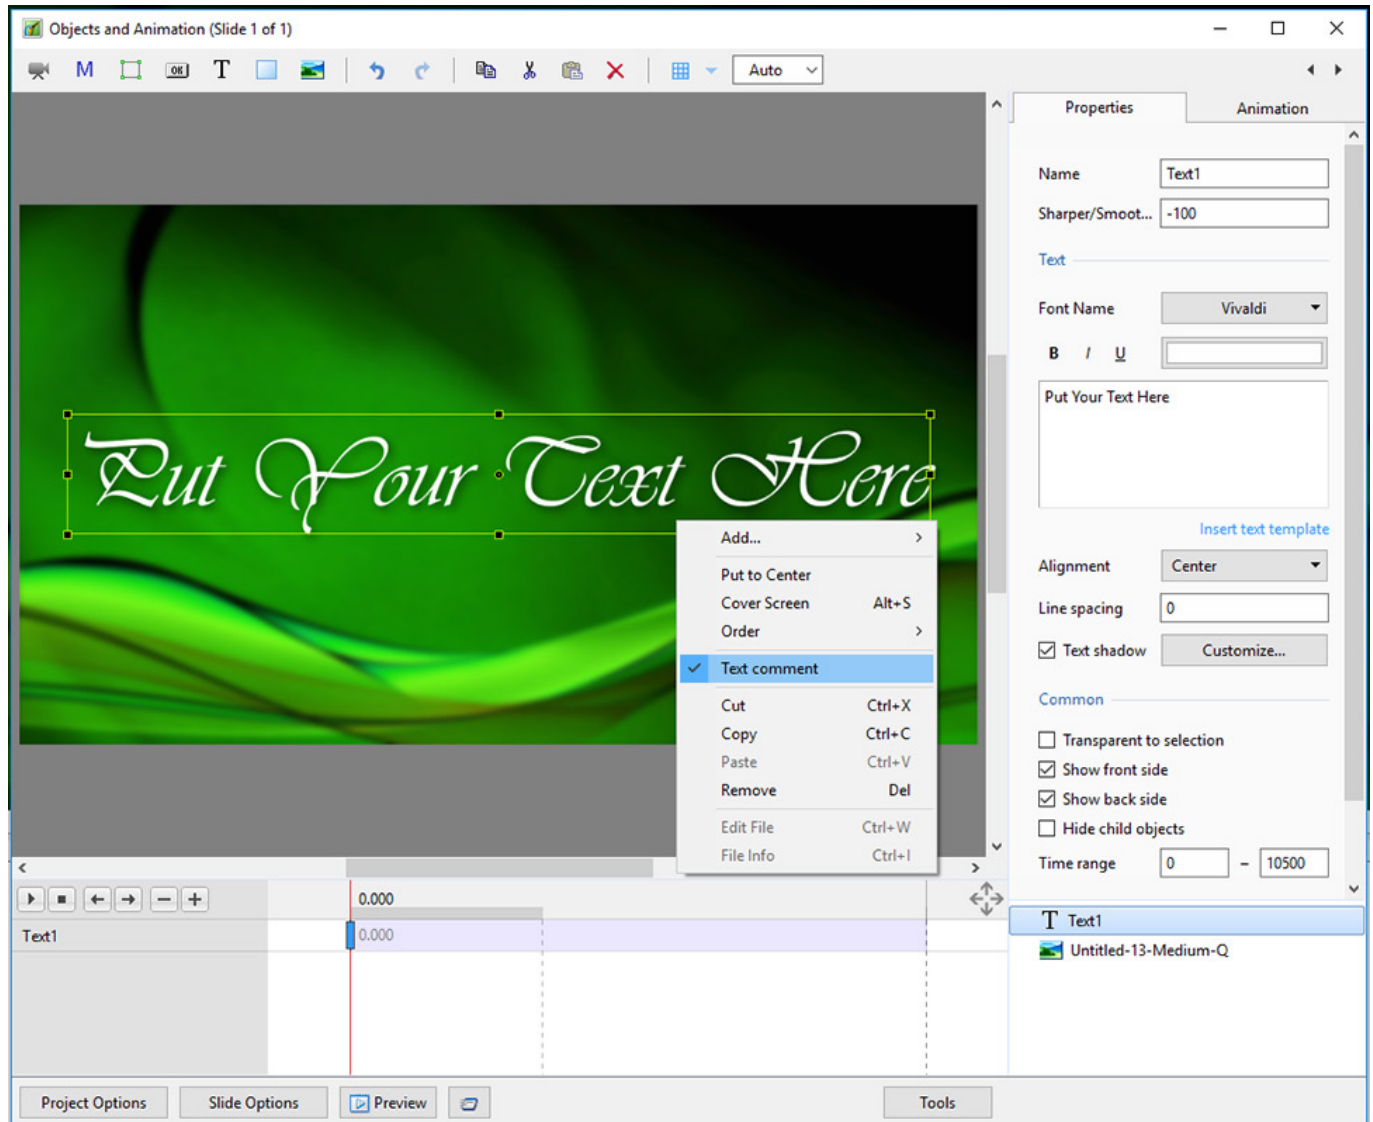 Objects and Animation (Slide 1 of 1)
M OK T Auto
Properties Animation
Name Text1
Sharper/Smoot... -100
Text
Font Name Vivaldi
B I U
Put Your Text Here
Insert text template
Alignment Center
Line spacing 0
Text shadow Customize...
Common
Transparent to selection
Show front side
Show back side
Hide child objects
Time range 0 – 10500
T Text1
Untitled-13-Medium-Q
Put Your Text Here
Add...
Put to Center
Cover Screen Alt+S
Order
Text comment
Cut Ctrl+X
Copy Ctrl+C
Paste Ctrl+V
Remove Del
Edit File Ctrl+W
File Info Ctrl+I
0.000
Text1 0.000
Project Options Slide Options Preview Tools